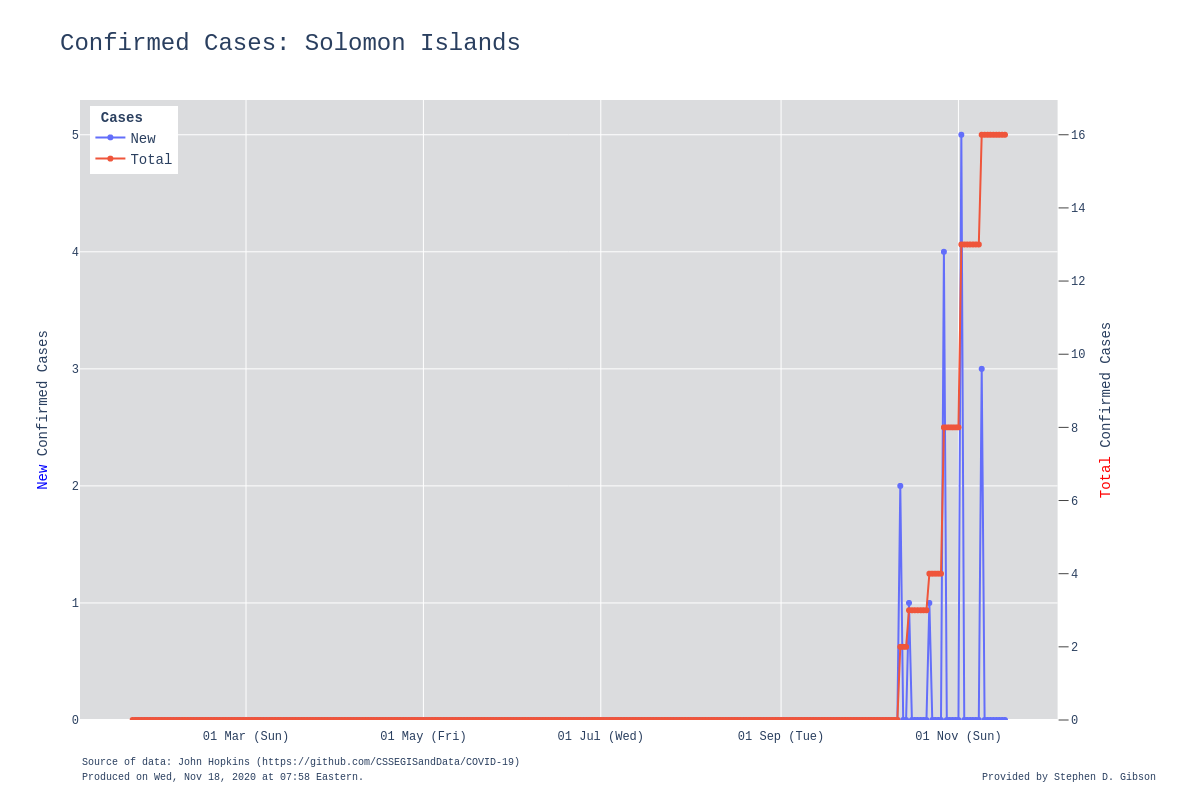 Confirmed Cases: Solomon Islands
Cases
New
Total
5
4
3
2
1
0
New Confirmed Cases
16
14
12
10
8
6
4
2
0
Total Confirmed Cases
01 Mar (Sun)
01 May (Fri)
01 Jul (Wed)
01 Sep (Tue)
01 Nov (Sun)
Source of data: John Hopkins (https://github.com/CSSEGISandData/COVID-19)
Produced on Wed, Nov 18, 2020 at 07:58 Eastern.
Provided by Stephen D. Gibson